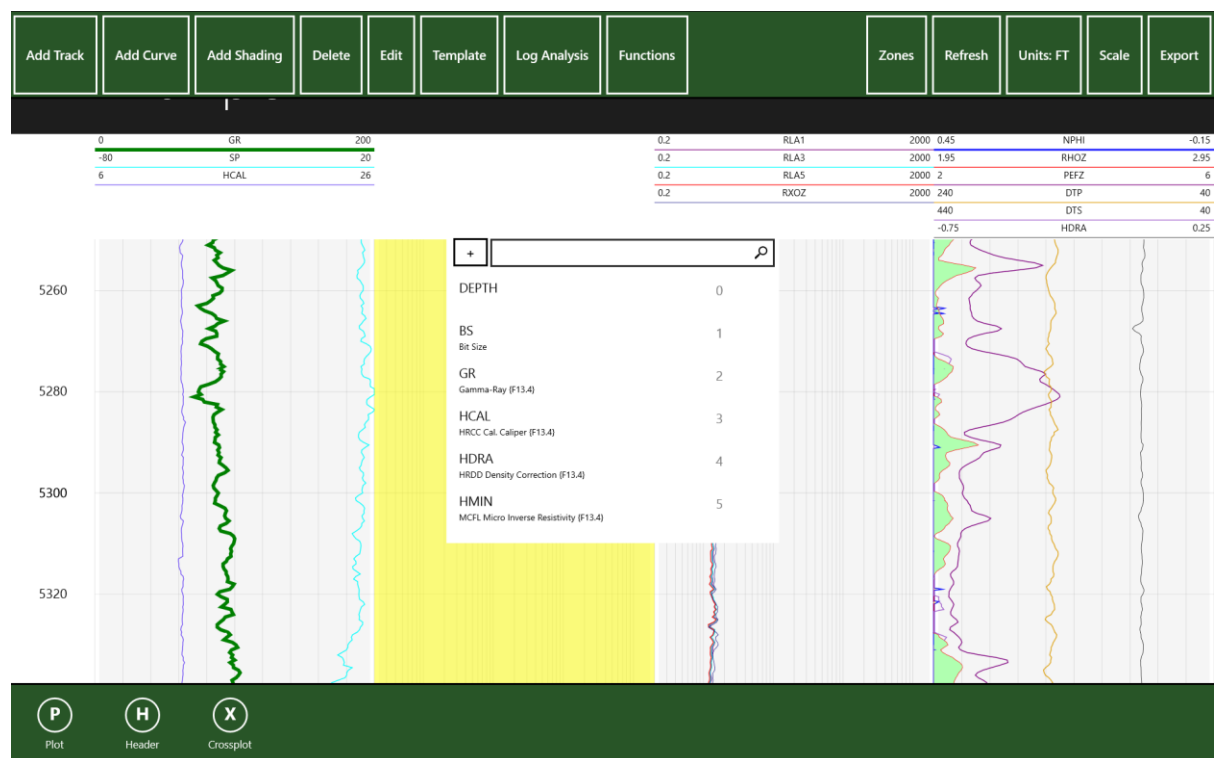 Add Track Add Curve Add Shading Delete Edit Template Log Analysis Functions Zones Refresh Units: FT Scale Export
0 GR 200
-80 SP 20
6 HCAL 26
0.2 RLA1 2000
0.2 RLA3 2000
0.2 RLA5 2000
0.2 RXOZ 2000
0.45 NPHI -0.15
1.95 RHOZ 2.95
2 PEFZ 6
240 DTP 40
440 DTS 40
-0.75 HDRA 0.25
5260
5280
5300
5320
+
DEPTH 0
BS 1
Bit Size
GR 2
Gamma-Ray (F13.4)
HCAL 3
HRCC Cal. Caliper (F13.4)
HDRA 4
HRDD Density Correction (F13.4)
HMIN 5
MCFL Micro Inverse Resistivity (F13.4)
P H X
Plot Header Crossplot